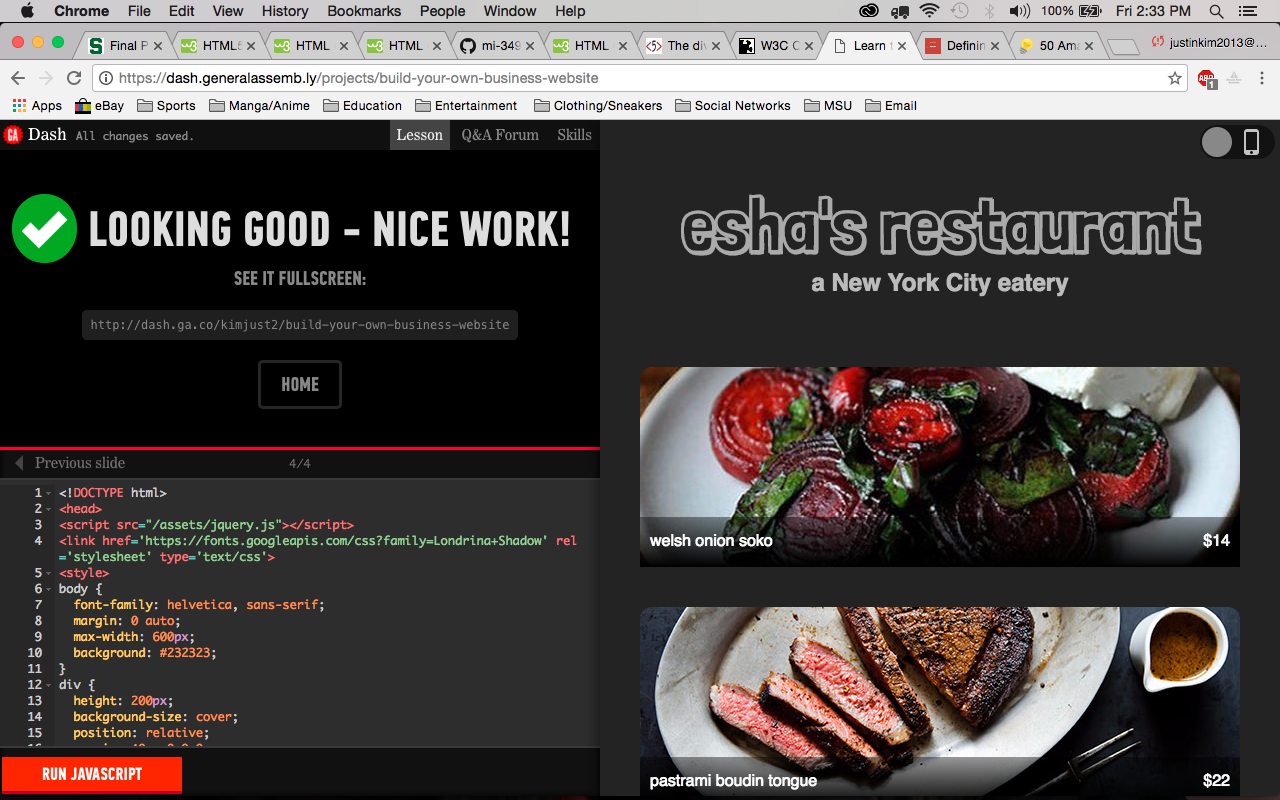 Chrome File Edit View History Bookmarks People Window Help 100% Fri 2:33 PM
Final P HTML5 HTML HTML mi-349 HTML The div W3C C Learn t Defining 50 Ama justinkim2013@...
https://dash.generalassemb.ly/projects/build-your-own-business-website
ABP 1
Apps eBay Sports Manga/Anime Education Entertainment Clothing/Sneakers Social Networks MSU Email
GA Dash All changes saved. Lesson Q&A Forum Skills
LOOKING GOOD - NICE WORK!
SEE IT FULLSCREEN:
http://dash.ga.co/kimjust2/build-your-own-business-website
HOME
Previous slide 4/4
1 <!DOCTYPE html>
2 <head>
3 <script src="/assets/jquery.js"></script>
4 <link href='https://fonts.googleapis.com/css?family=Londrina+Shadow' rel
='stylesheet' type='text/css'>
5 <style>
6 body {
7 font-family: helvetica, sans-serif;
8 margin: 0 auto;
9 max-width: 600px;
10 background: #232323;
11 }
12 div {
13 height: 200px;
14 background-size: cover;
15 position: relative;
RUN JAVASCRIPT
esha's restaurant
a New York City eatery
welsh onion soko $14
pastrami boudin tongue $22